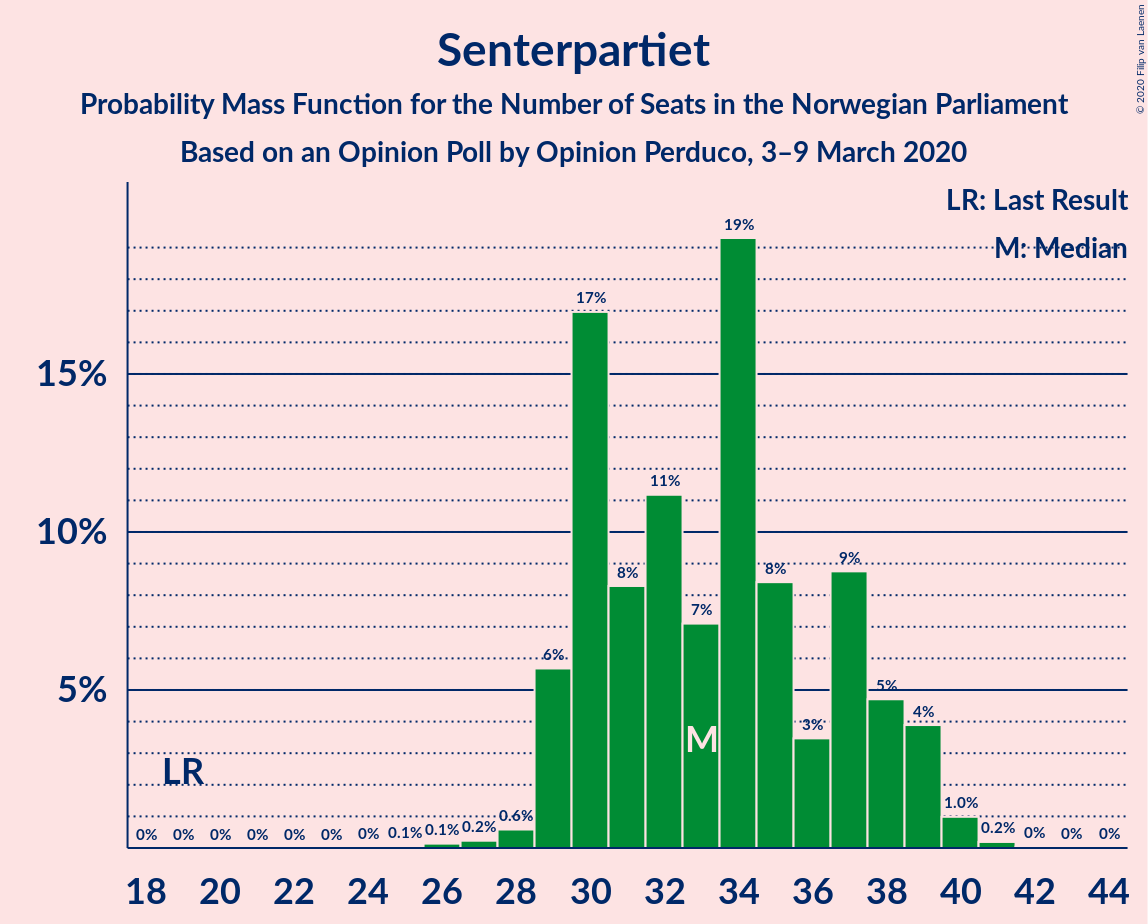 Senterpartiet
Probability Mass Function for the Number of Seats in the Norwegian Parliament
Based on an Opinion Poll by Opinion Perduco, 3–9 March 2020
© 2020 Filip van Laenen
LR: Last Result
M: Median
15%
10%
5%
LR
M
0% 0% 0% 0% 0% 0% 0% 0.1% 0.1% 0.2% 0.6% 6% 17% 8% 11% 7% 19% 8% 3% 9% 5% 4% 1.0% 0.2% 0% 0% 0%
18 20 22 24 26 28 30 32 34 36 38 40 42 44